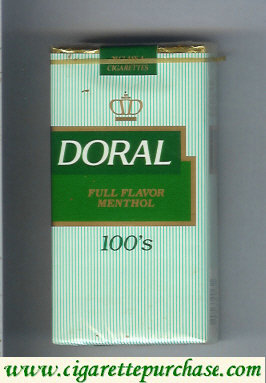 CIGARETTES
DORAL
FULL FLAVOR
MENTHOL
100's
www.cigarettepurchase.com